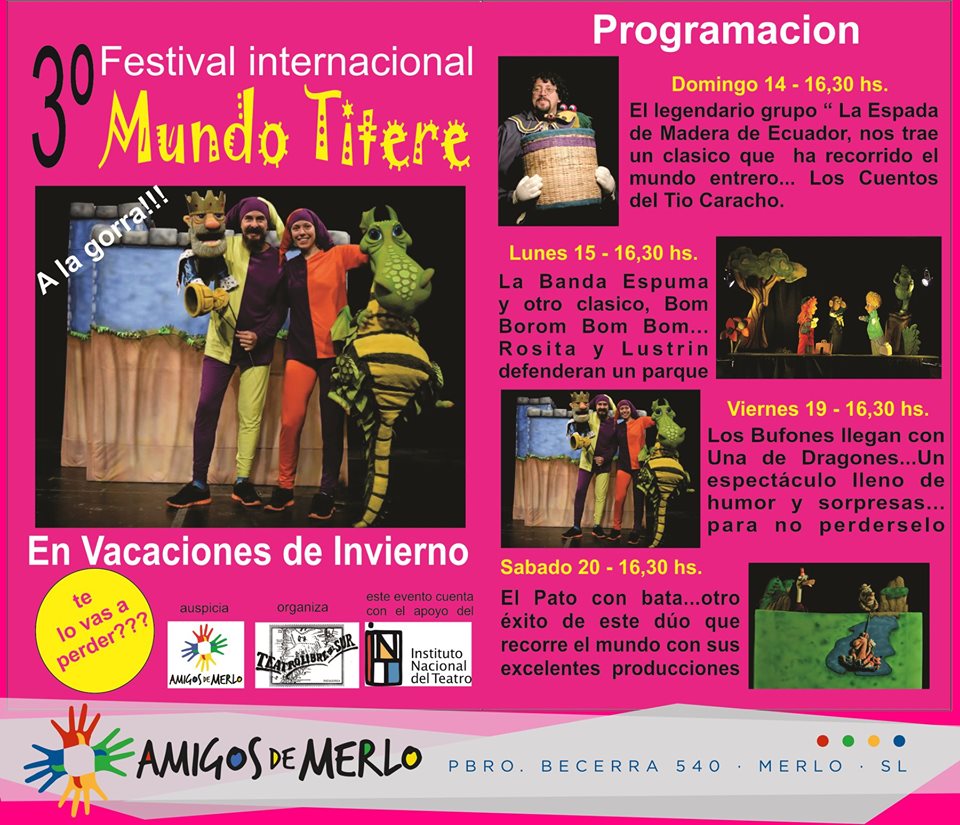 3º Festival internacional
Mundo Titere
A la gorra!!!
En Vacaciones de Invierno
te
lo vas a
perder???
auspicia
AMIGOS DE MERLO
organiza
TEATROLIBRE del SUR
este evento cuenta
con el apoyo del
Instituto
Nacional
del Teatro
Programacion
Domingo 14 - 16,30 hs.
El legendario grupo “ La Espada
de Madera de Ecuador, nos trae
un clasico que ha recorrido el
mundo entrero... Los Cuentos
del Tio Caracho.
Lunes 15 - 16,30 hs.
La Banda Espuma
y otro clasico, Bom
Borom Bom Bom...
Rosita y Lustrin
defenderan un parque
Viernes 19 - 16,30 hs.
Los Bufones llegan con
Una de Dragones...Un
espectáculo lleno de
humor y sorpresas...
para no perderselo
Sabado 20 - 16,30 hs.
El Pato con bata...otro
éxito de este dúo que
recorre el mundo con sus
excelentes producciones
AMIGOS DE MERLO
PBRO. BECERRA 540 · MERLO · SL